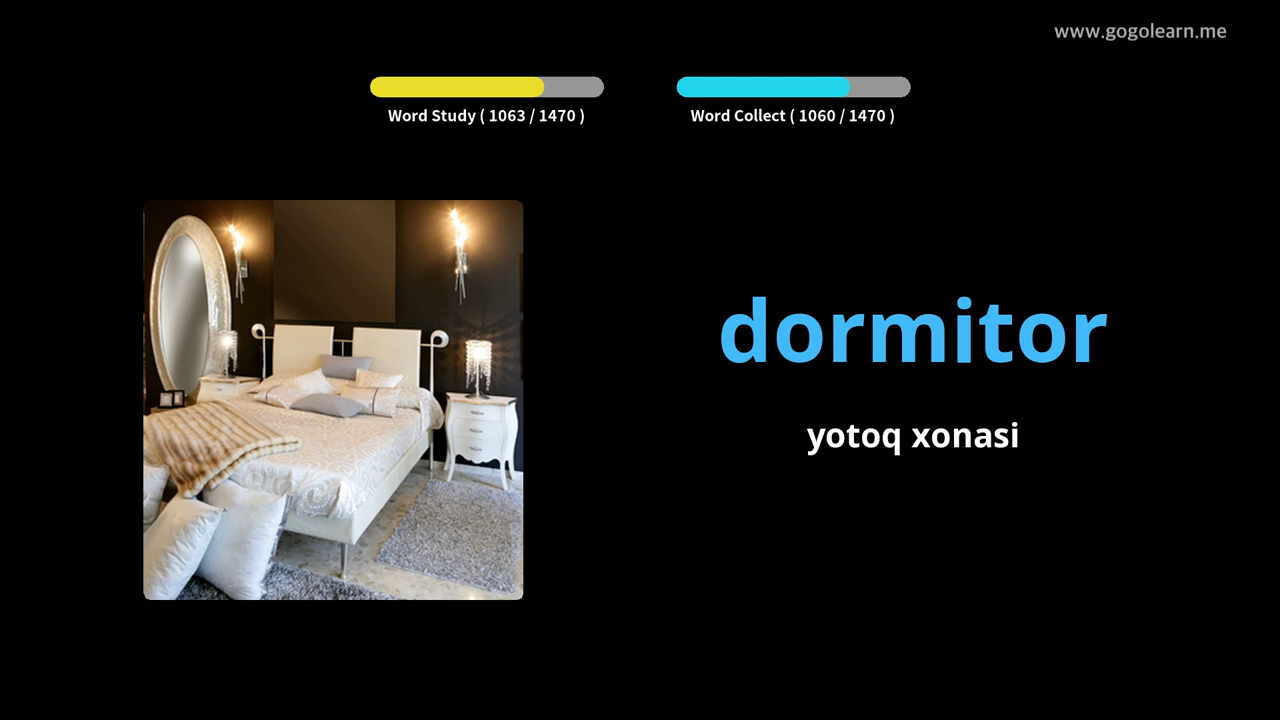 www.gogolearn.me
Word Study ( 1063 / 1470 )
Word Collect ( 1060 / 1470 )
dormitor
yotoq xonasi